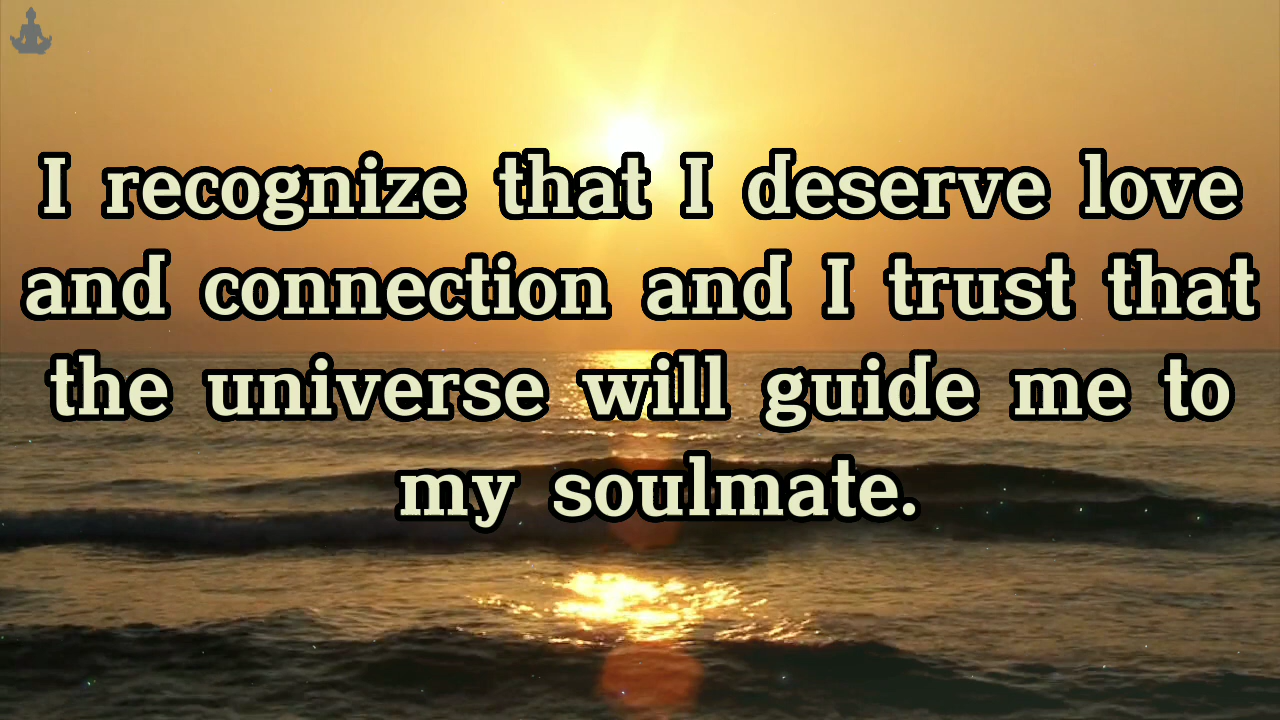 I recognize that I deserve love
and connection and I trust that
the universe will guide me to
my soulmate.